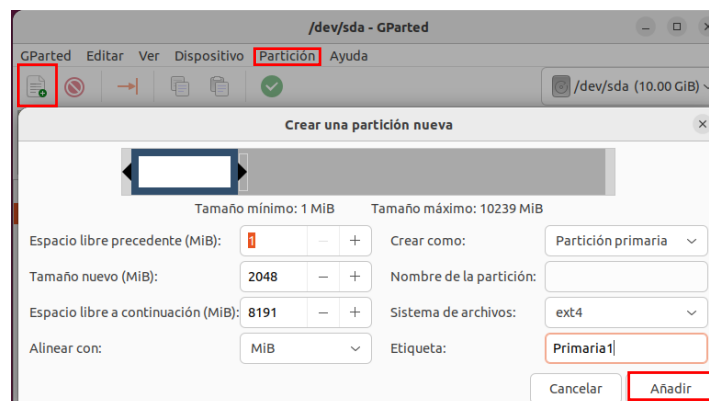 /dev/sda - GParted
GParted Editar Ver Dispositivo Partición Ayuda
/dev/sda (10.00 GiB)
Crear una partición nueva
Tamaño mínimo: 1 MiB Tamaño máximo: 10239 MiB
Espacio libre precedente (MiB): 1 Crear como: Partición primaria
Tamaño nuevo (MiB): 2048 Nombre de la partición:
Espacio libre a continuación (MiB): 8191 Sistema de archivos: ext4
Alinear con: MiB Etiqueta: Primaria1
Cancelar Añadir